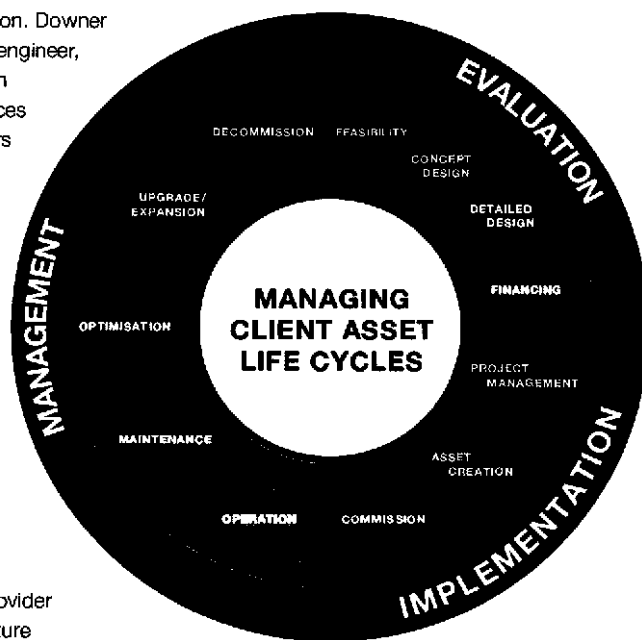 on. Downer
engineer,
n
ces
rs
EVALUATION
DECOMMISSION
FEASIBILITY
CONCEPT
DESIGN
UPGRADE/
EXPANSION
DETAILED
DESIGN
MANAGEMENT
MANAGING
CLIENT ASSET
LIFE CYCLES
FINANCING
OPTIMISATION
PROJECT
MANAGEMENT
MAINTENANCE
ASSET
CREATION
OPERATION
COMMISSION
IMPLEMENTATION
ovider
ture